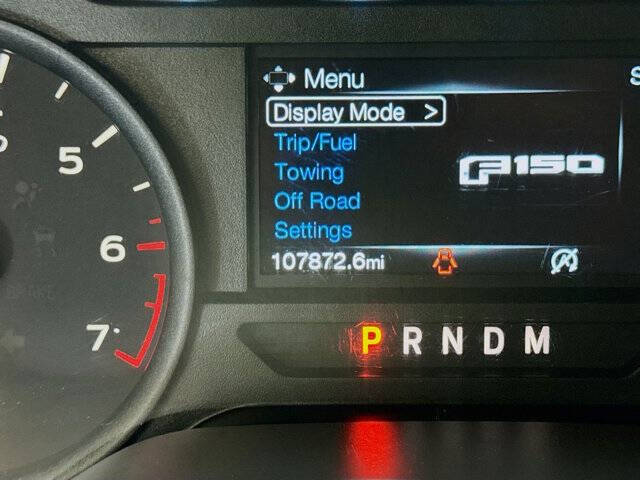 Menu
S
Display Mode >
Trip/Fuel
Towing
F150
Off Road
Settings
107872.6mi
5
6
7
P R N D M